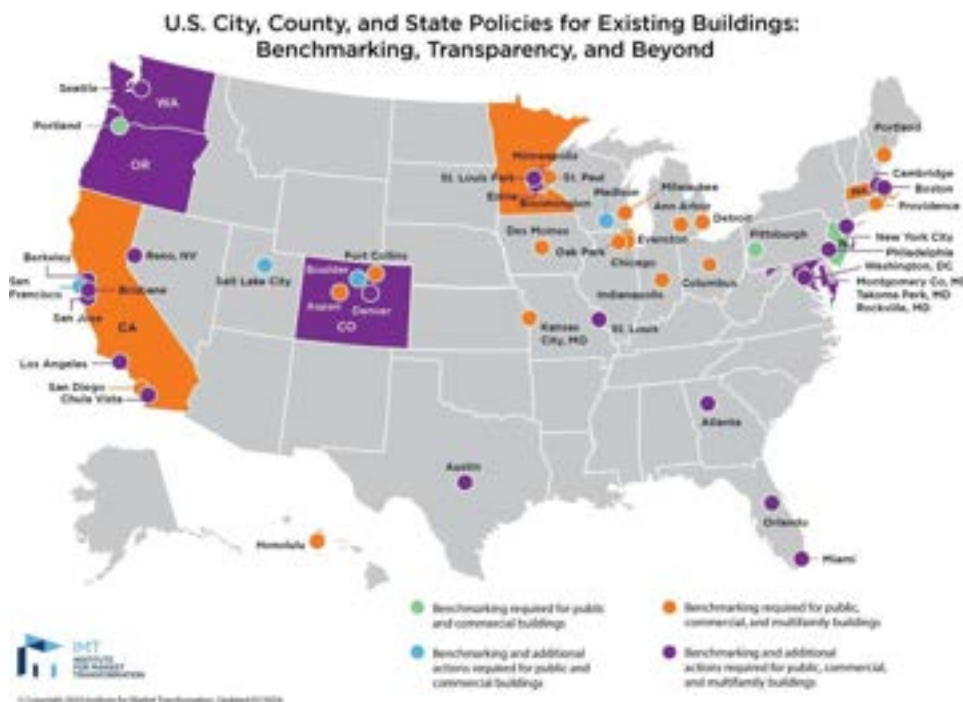 U.S. City, County, and State Policies for Existing Buildings:
Benchmarking, Transparency, and Beyond
Seattle
WA
Portland
OR
Berkeley
San
Francisco
Brisbane
San Jose
CA
Reno, NV
Los Angeles
San Diego
Chula Vista
Salt Lake City
Fort Collins
Boulder
Aspen
Denver
CO
Minneapolis
St. Louis Park
St. Paul
Edina
Bloomington
Madison
Milwaukee
Ann Arbor
Detroit
Des Moines
Oak Park
Evanston
Chicago
Indianapolis
Columbus
Kansas
City, MO
St. Louis
Pittsburgh
Portland
Cambridge
MA
Boston
Providence
NJ
New York City
Philadelphia
Washington, DC
Montgomery Co, M
Takoma Park, MD
Rockville, MD
Atlanta
Austin
Orlando
Miami
Honolulu
Benchmarking required for public
and commercial buildings
Benchmarking and additional
actions required for public and
commercial buildings
Benchmarking required for public,
commercial, and multifamily buildings
Benchmarking and additional
actions required for public, commercial,
and multifamily buildings
IMT
INSTITUTE
FOR MARKET
TRANSFORMATION